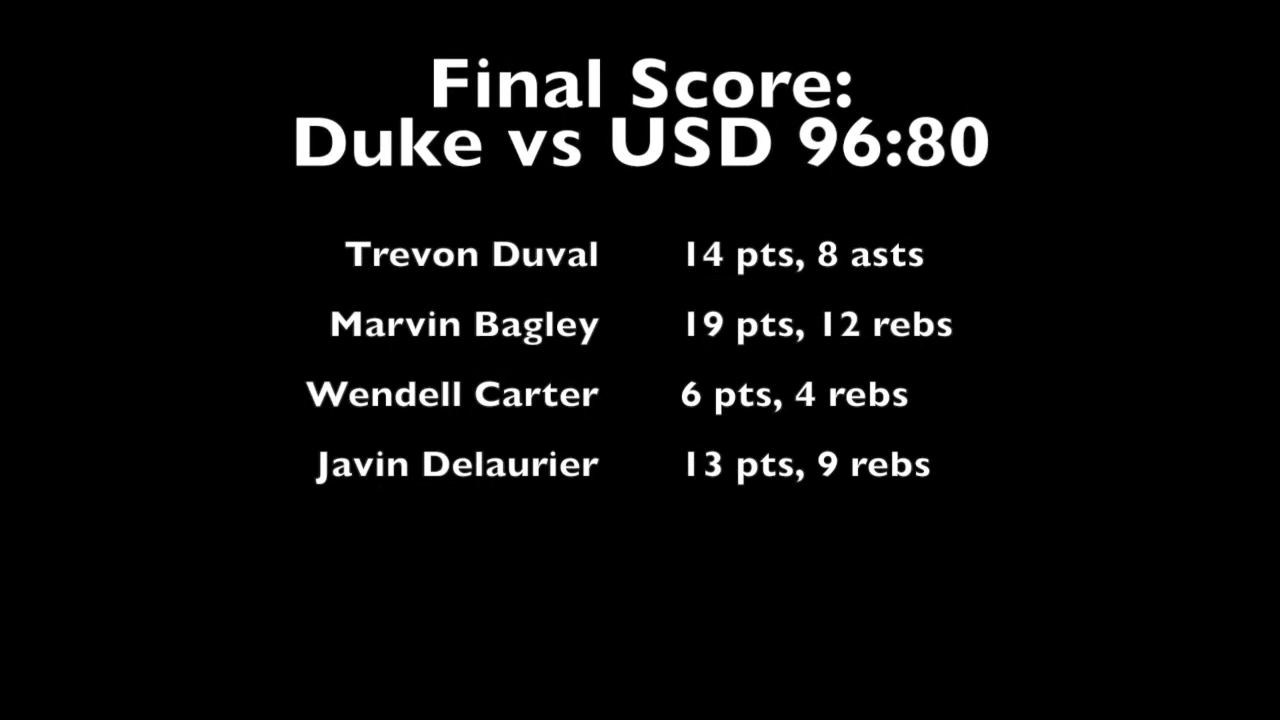 Final Score:
Duke vs USD 96:80
Trevon Duval 14 pts, 8 asts
Marvin Bagley 19 pts, 12 rebs
Wendell Carter 6 pts, 4 rebs
Javin Delaurier 13 pts, 9 rebs